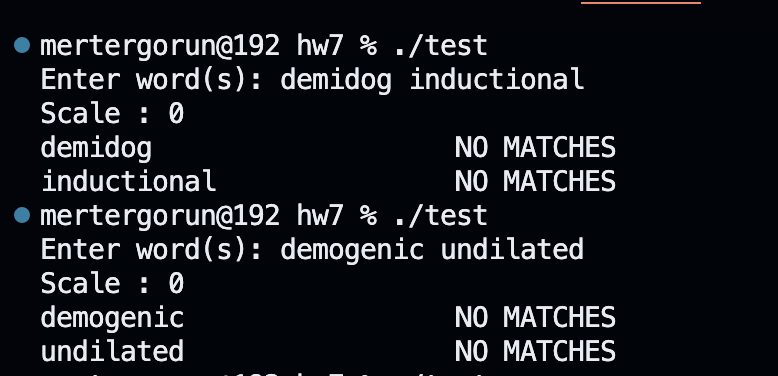 mertergorun@192 hw7 % ./test
Enter word(s): demidog inductional
Scale : 0
demidog NO MATCHES
inductional NO MATCHES
mertergorun@192 hw7 % ./test
Enter word(s): demogenic undilated
Scale : 0
demogenic NO MATCHES
undilated NO MATCHES